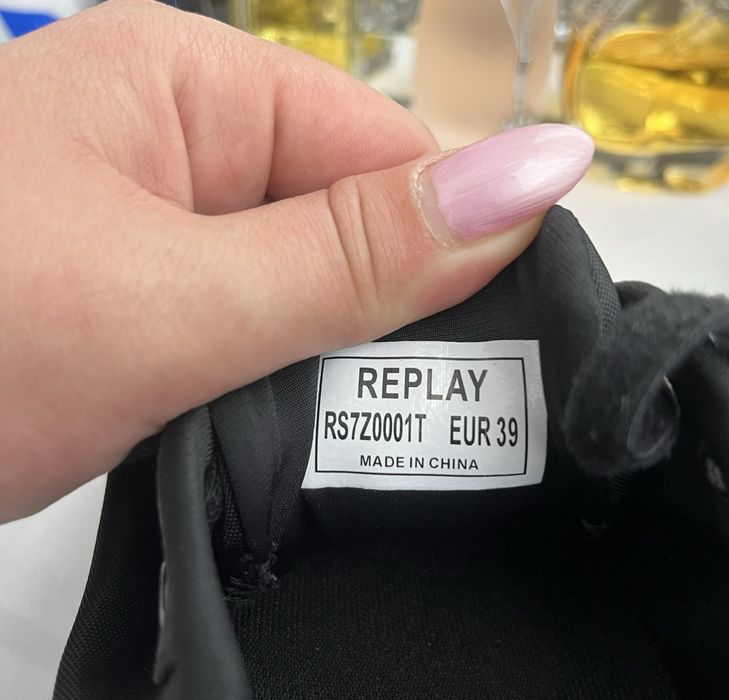 REPLAY
RS7Z0001T EUR 39
MADE IN CHINA